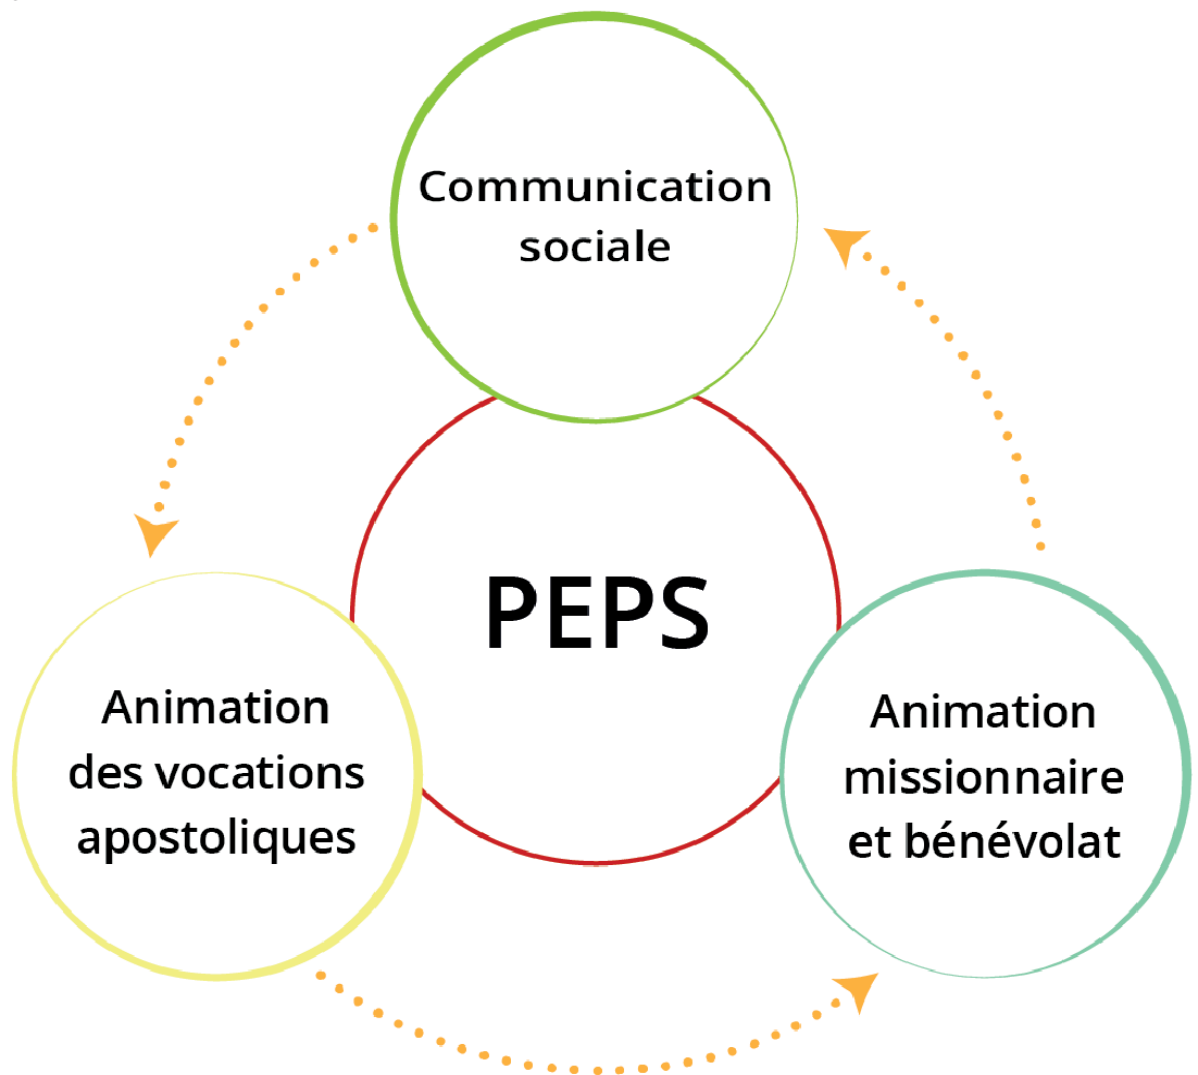 Communication
sociale
PEPS
Animation
des vocations
apostoliques
Animation
missionnaire
et bénévolat